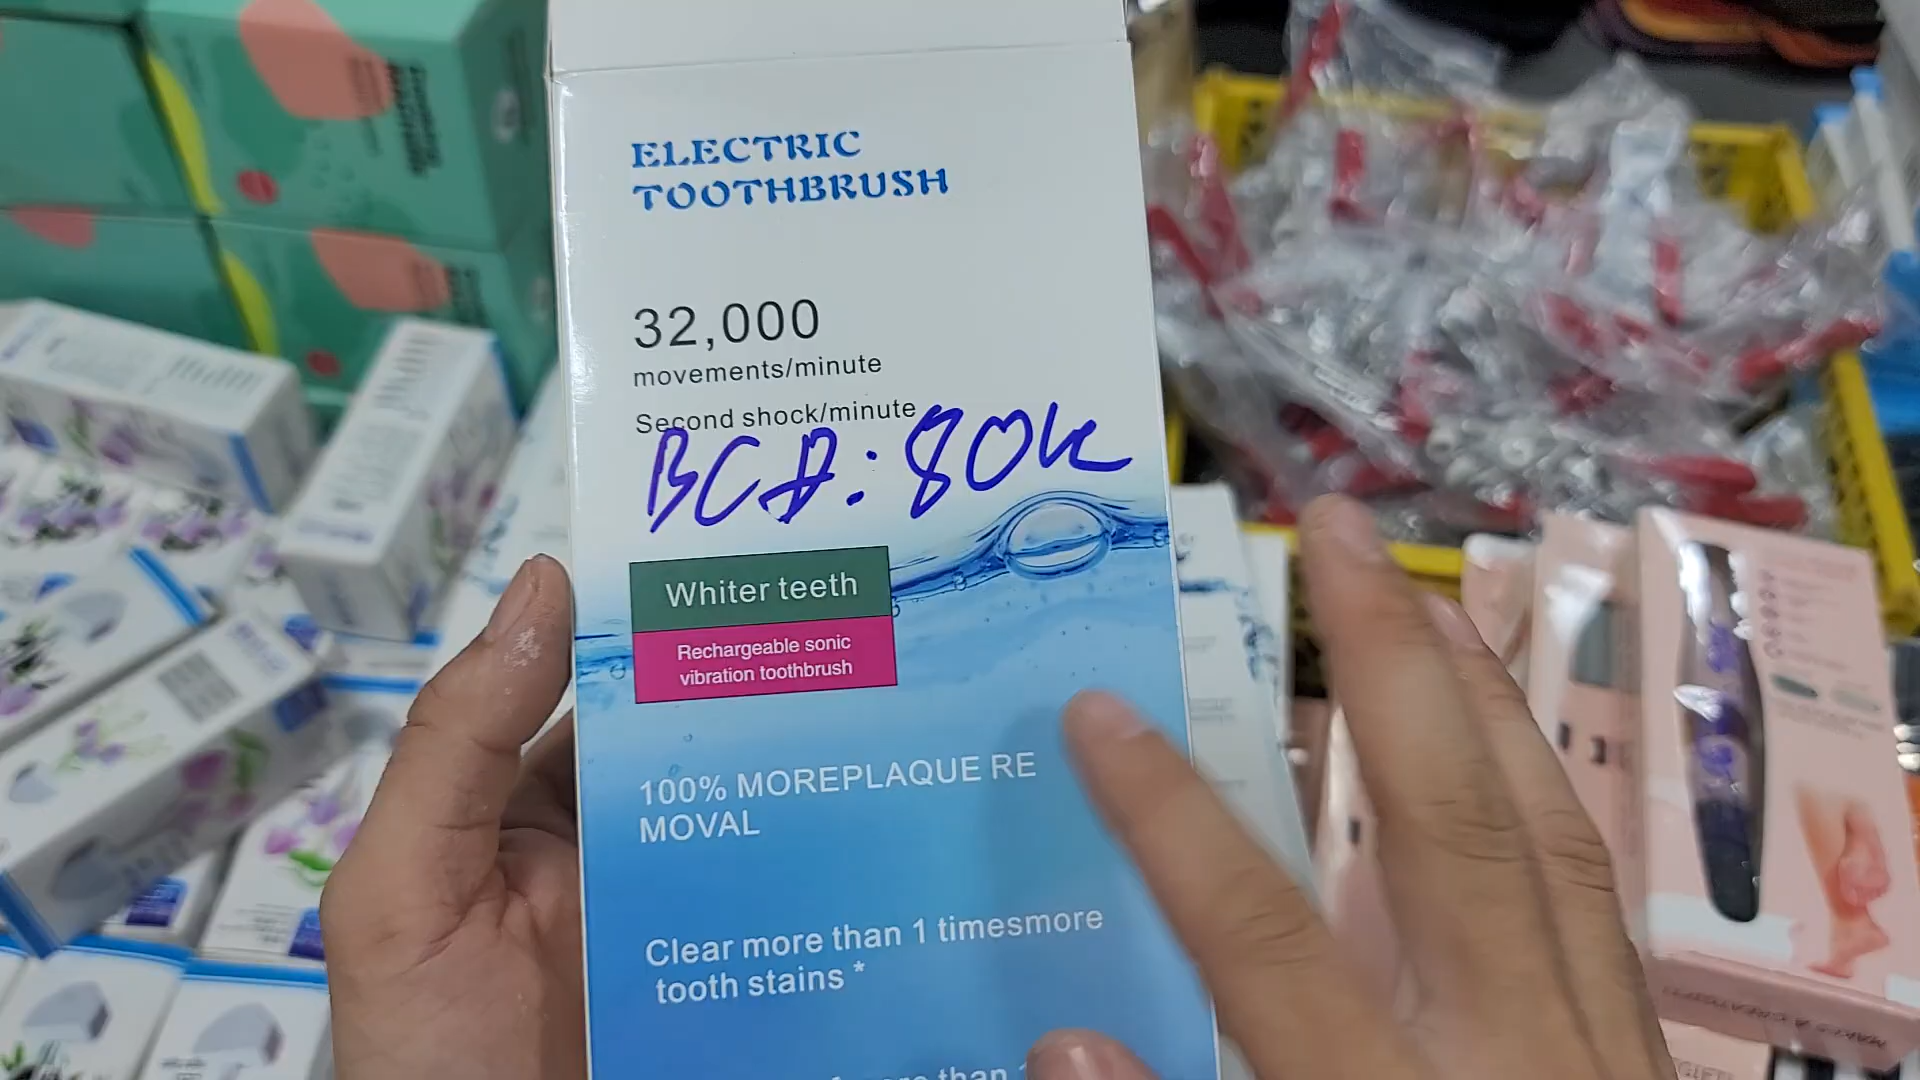 ELECTRIC
TOOTHBRUSH
32,000
movements/minute
Second shock/minute
BCĐ: 80k
Whiter teeth
Rechargeable sonic
vibration toothbrush
100% MOREPLAQUE RE
MOVAL
Clear more than 1 timesmore
tooth stains *
than